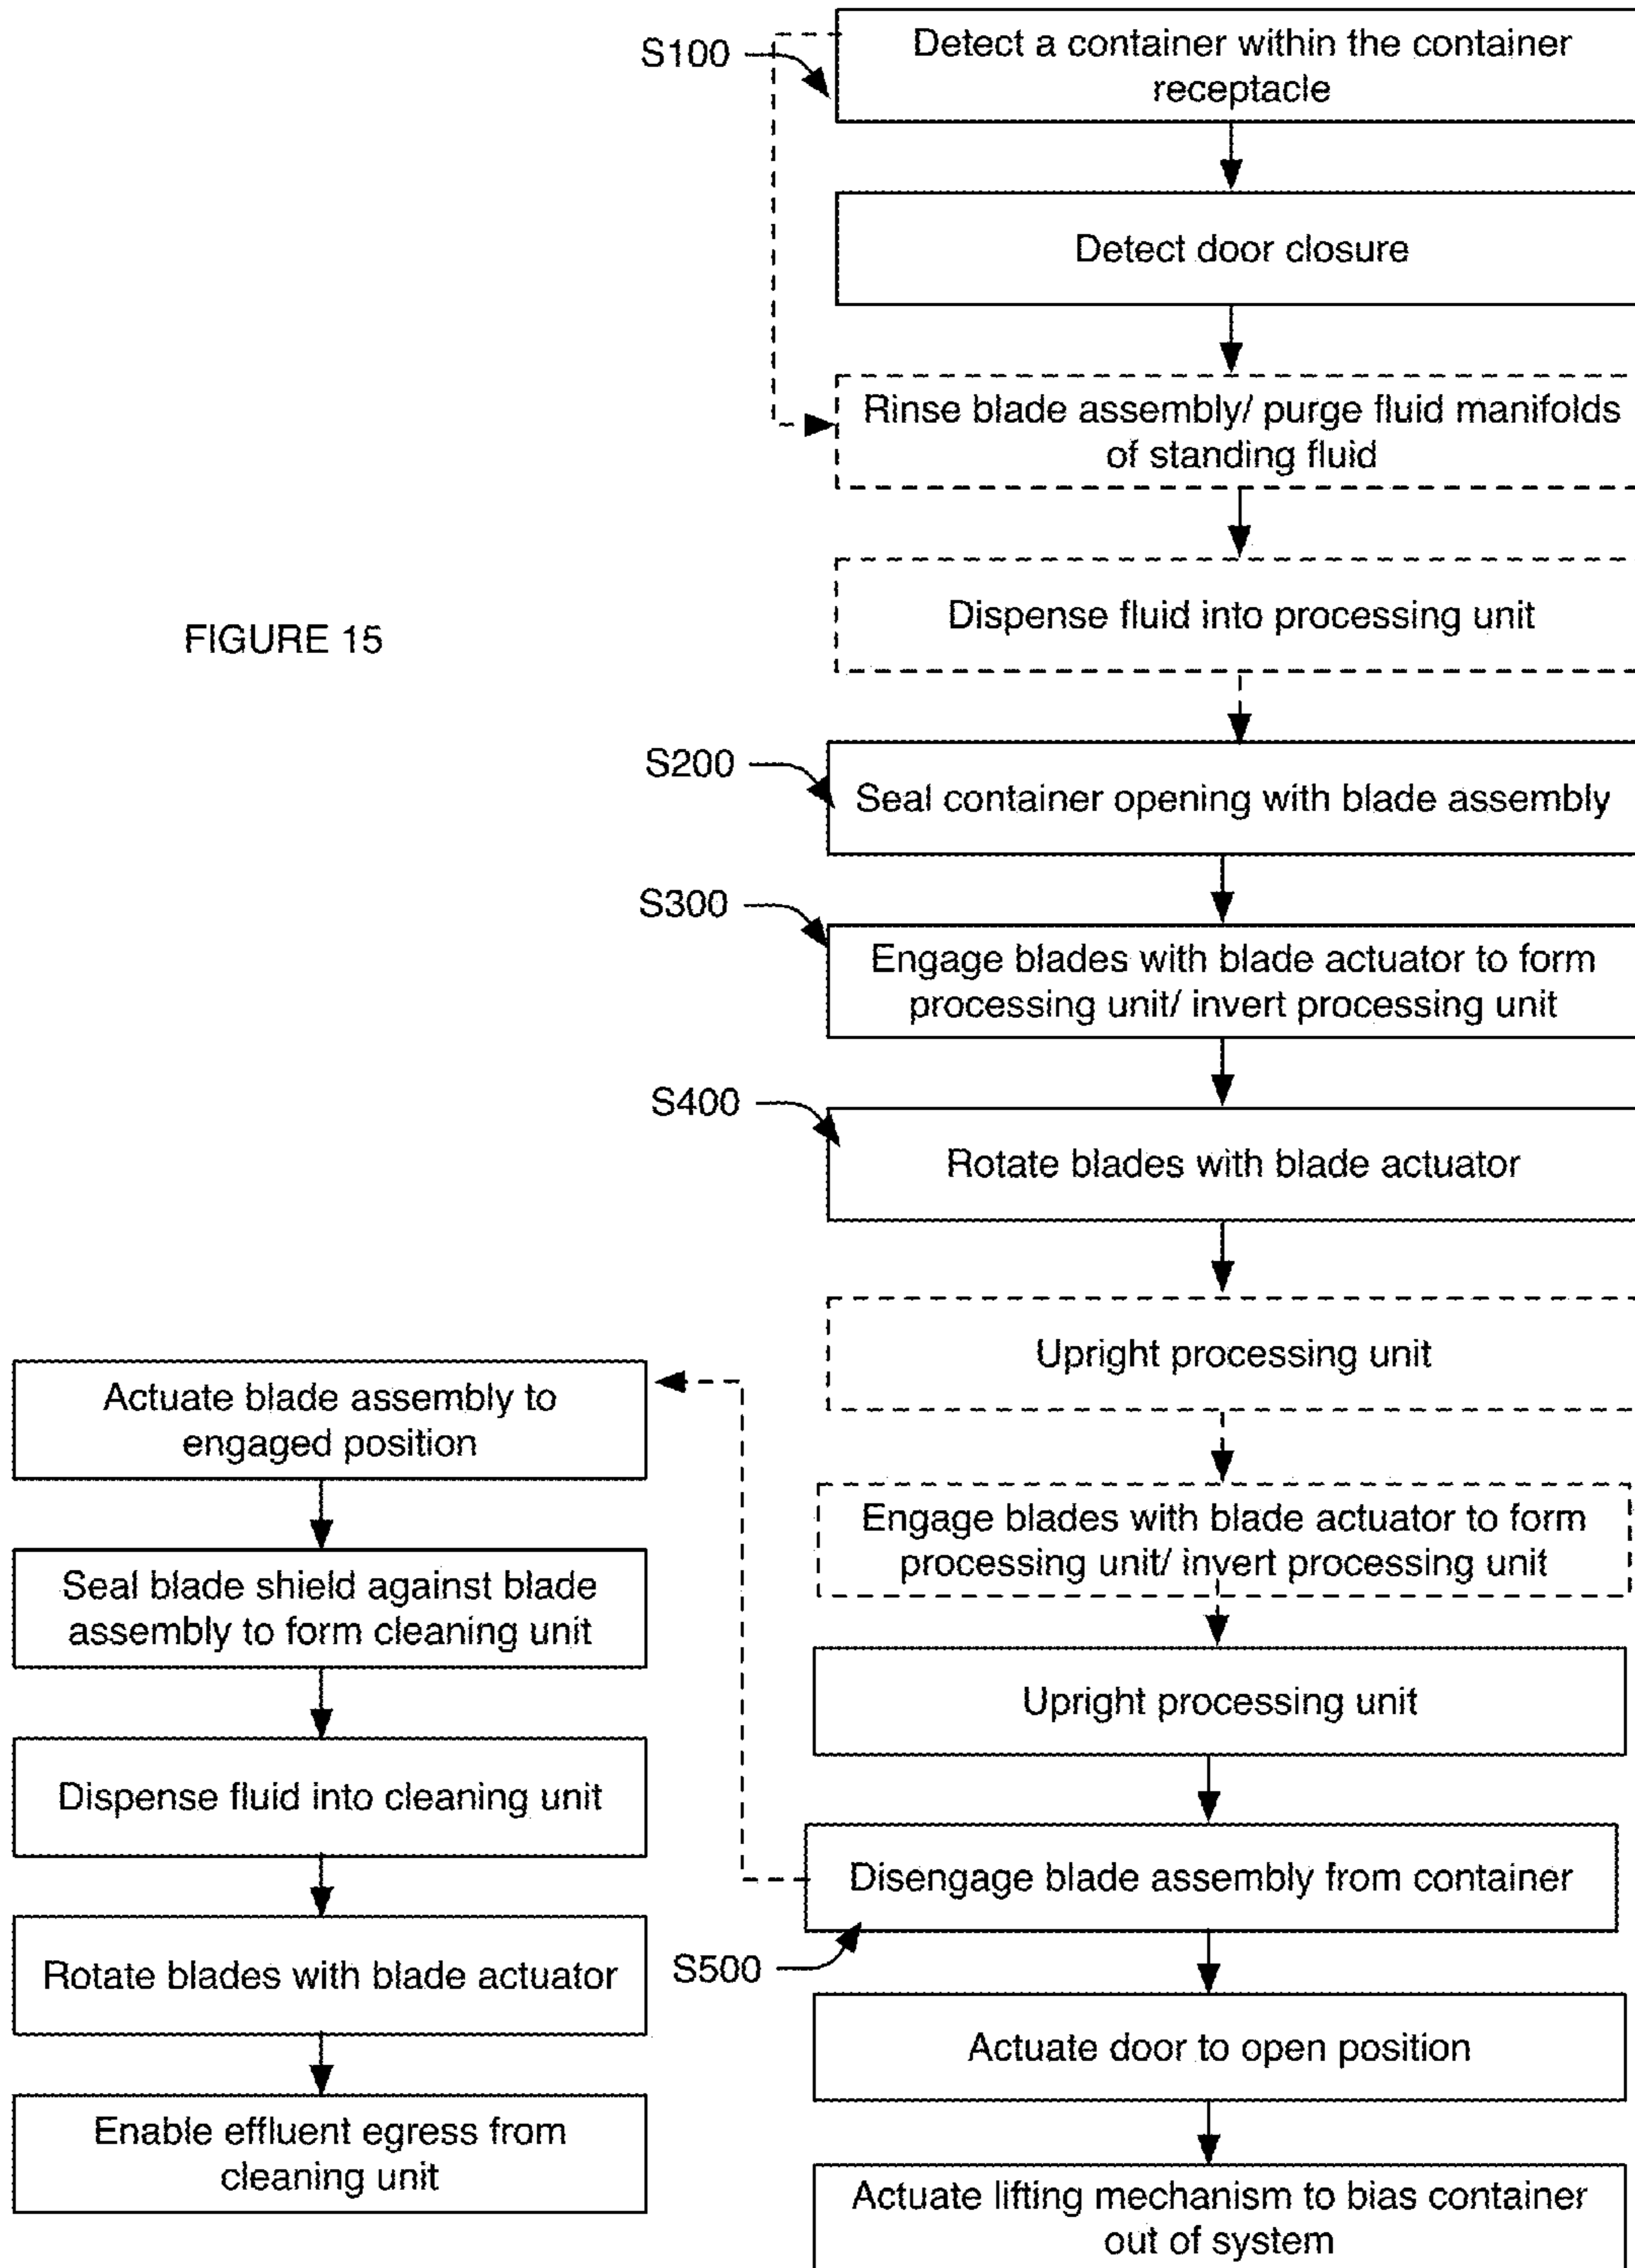 S100
Detect a container within the container
receptacle
Detect door closure
Rinse blade assembly/ purge fluid manifolds
of standing fluid
Dispense fluid into processing unit
FIGURE 15
S200
Seal container opening with blade assembly
S300
Engage blades with blade actuator to form
processing unit/ invert processing unit
S400
Rotate blades with blade actuator
Upright processing unit
Engage blades with blade actuator to form
processing unit/ invert processing unit
Upright processing unit
Disengage blade assembly from container
S500
Actuate door to open position
Actuate lifting mechanism to bias container
out of system
Actuate blade assembly to
engaged position
Seal blade shield against blade
assembly to form cleaning unit
Dispense fluid into cleaning unit
Rotate blades with blade actuator
Enable effluent egress from
cleaning unit